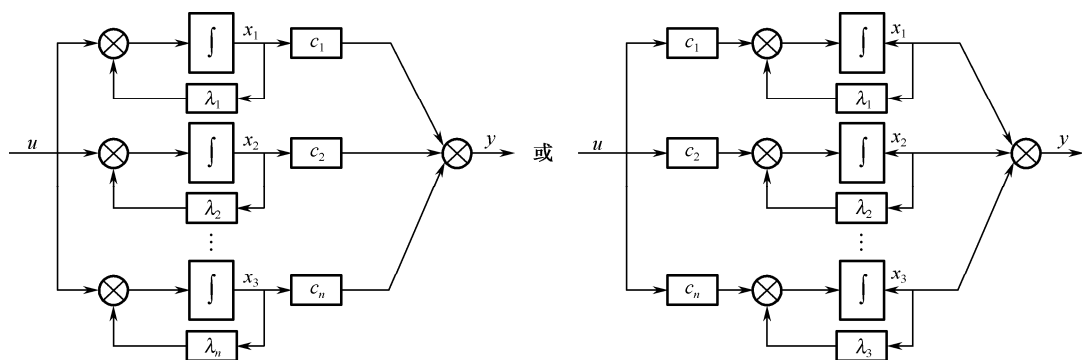 ∫ x₁ c₁
λ₁
u ∫ x₂ c₂ y
λ₂
⋮
∫ x₃ cₙ
λₙ
或
c₁ ∫ x₁
λ₁
u c₂ ∫ x₂ y
λ₂
⋮
cₙ ∫ x₃
λ₃